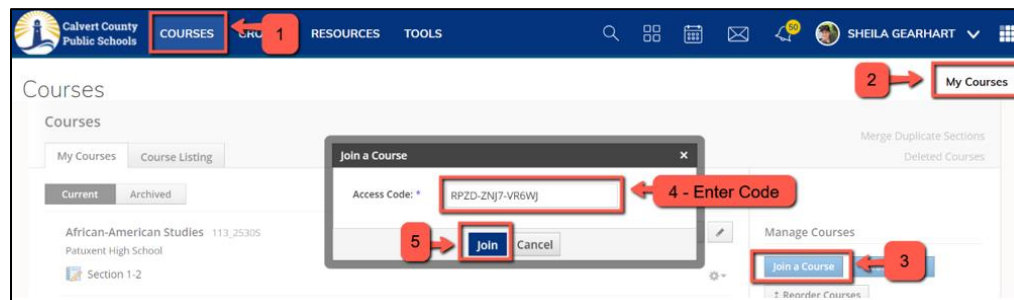 Calvert County
Public Schools
COURSES
1
RESOURCES
TOOLS
50
SHEILA GEARHART
2
My Courses
Courses
Courses
Merge Duplicate Sections
Deleted Courses
My Courses
Course Listing
Join a Course
×
Current
Archived
Access Code: *
RPZD-ZNJ7-VR6WJ
4 - Enter Code
African-American Studies 113_2530S
Patuxent High School
5
Join
Cancel
Manage Courses
Section 1-2
Join a Course
3
Reorder Courses